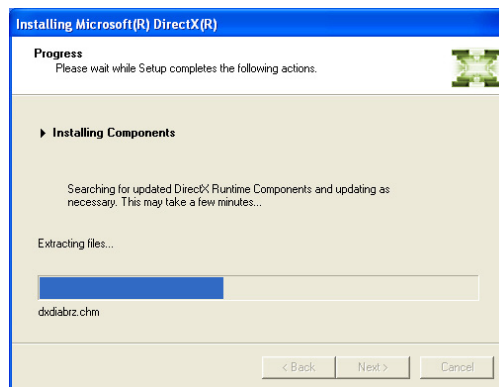 Installing Microsoft(R) DirectX(R)
Progress
Please wait while Setup completes the following actions.
Installing Components
Searching for updated DirectX Runtime Components and updating as
necessary. This may take a few minutes...
Extracting files...
dxdiabrz.chm
< Back Next > Cancel